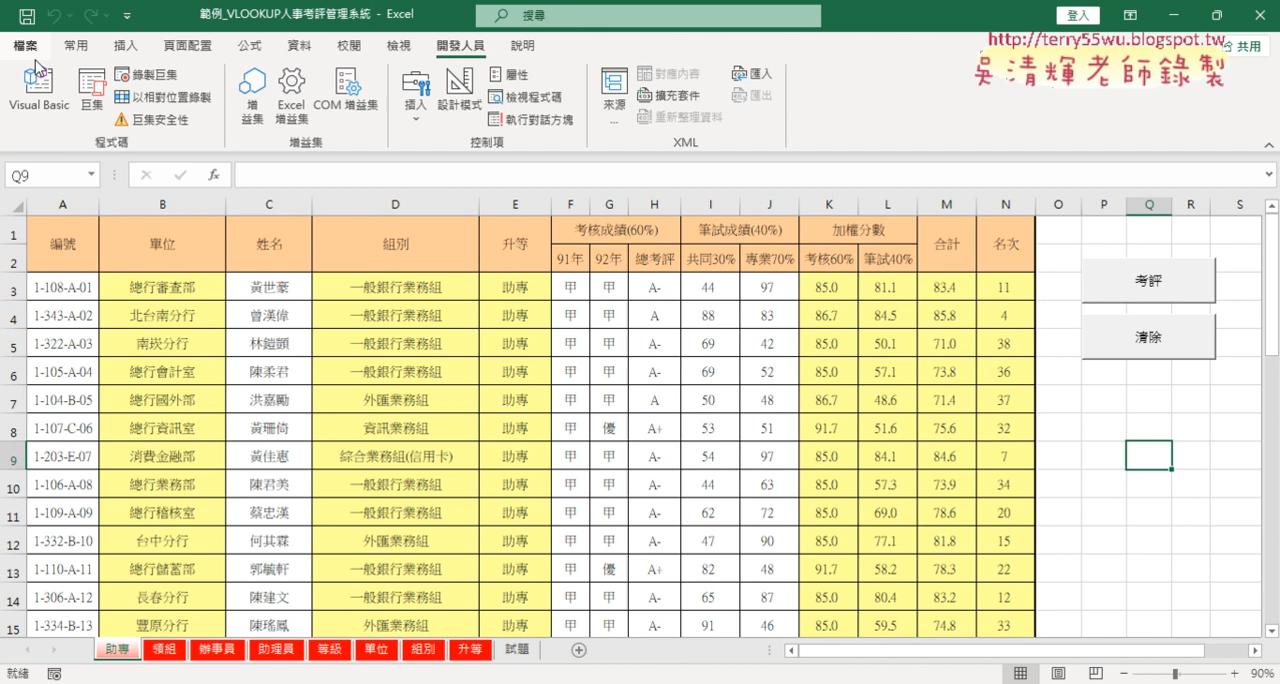 範例_VLOOKUP人事考評管理系統 - Excel
搜尋
登入
檔案 常用 插入 頁面配置 公式 資料 校閱 檢視 開發人員 說明
共用
http://terry55wu.blogspot.tw
吳清輝老師錄製
Visual Basic 巨集 錄製巨集 以相對位置錄製 巨集安全性
增益集 Excel 增益集 COM 增益集
插入 設計模式 屬性 檢視程式碼 執行對話方塊
來源... 對應內容 擴充套件 重新整理資料 匯入 匯出
程式碼 增益集 控制項 XML
Q9 fx
A B C D E F G H I J K L M N O P Q R S
1 編號 單位 姓名 組別 升等 考核成績(60%) 筆試成績(40%) 加權分數 合計 名次
2 91年 92年 總考評 共同30% 專業70% 考核60% 筆試40%
3 1-108-A-01 總行審查部 黃世豪 一般銀行業務組 助專 甲 甲 A- 44 97 85.0 81.1 83.4 11
4 1-343-A-02 北台南分行 曾漢偉 一般銀行業務組 助專 甲 甲 A 88 83 86.7 84.5 85.8 4
5 1-322-A-03 南崁分行 林鎧顗 一般銀行業務組 助專 甲 甲 A- 69 42 85.0 50.1 71.0 38
6 1-105-A-04 總行會計室 陳柔君 一般銀行業務組 助專 甲 甲 A- 69 52 85.0 57.1 73.8 36
7 1-104-B-05 總行國外部 洪嘉勵 外匯業務組 助專 甲 甲 A 50 48 86.7 48.6 71.4 37
8 1-107-C-06 總行資訊室 黃珊倚 資訊業務組 助專 甲 優 A+ 53 51 91.7 51.6 75.6 32
9 1-203-E-07 消費金融部 黃佳惠 綜合業務組(信用卡) 助專 甲 甲 A- 54 97 85.0 84.1 84.6 7
10 1-106-A-08 總行業務部 陳君美 一般銀行業務組 助專 甲 甲 A- 44 63 85.0 57.3 73.9 34
11 1-109-A-09 總行稽核室 蔡忠漢 一般銀行業務組 助專 甲 甲 A- 62 72 85.0 69.0 78.6 20
12 1-332-B-10 台中分行 何其霖 外匯業務組 助專 甲 甲 A- 47 90 85.0 77.1 81.8 15
13 1-110-A-11 總行儲蓄部 郭毓軒 一般銀行業務組 助專 甲 優 A+ 82 48 91.7 58.2 78.3 22
14 1-306-A-12 長春分行 陳建文 一般銀行業務組 助專 甲 甲 A- 65 87 85.0 80.4 83.2 12
15 1-334-B-13 豐原分行 陳瑤鳳 外匯業務組 助專 甲 甲 A- 91 46 85.0 59.5 74.8 33
考評
清除
助專 領組 辦事員 助理員 等級 單位 組別 升等 試題
就緒 90%